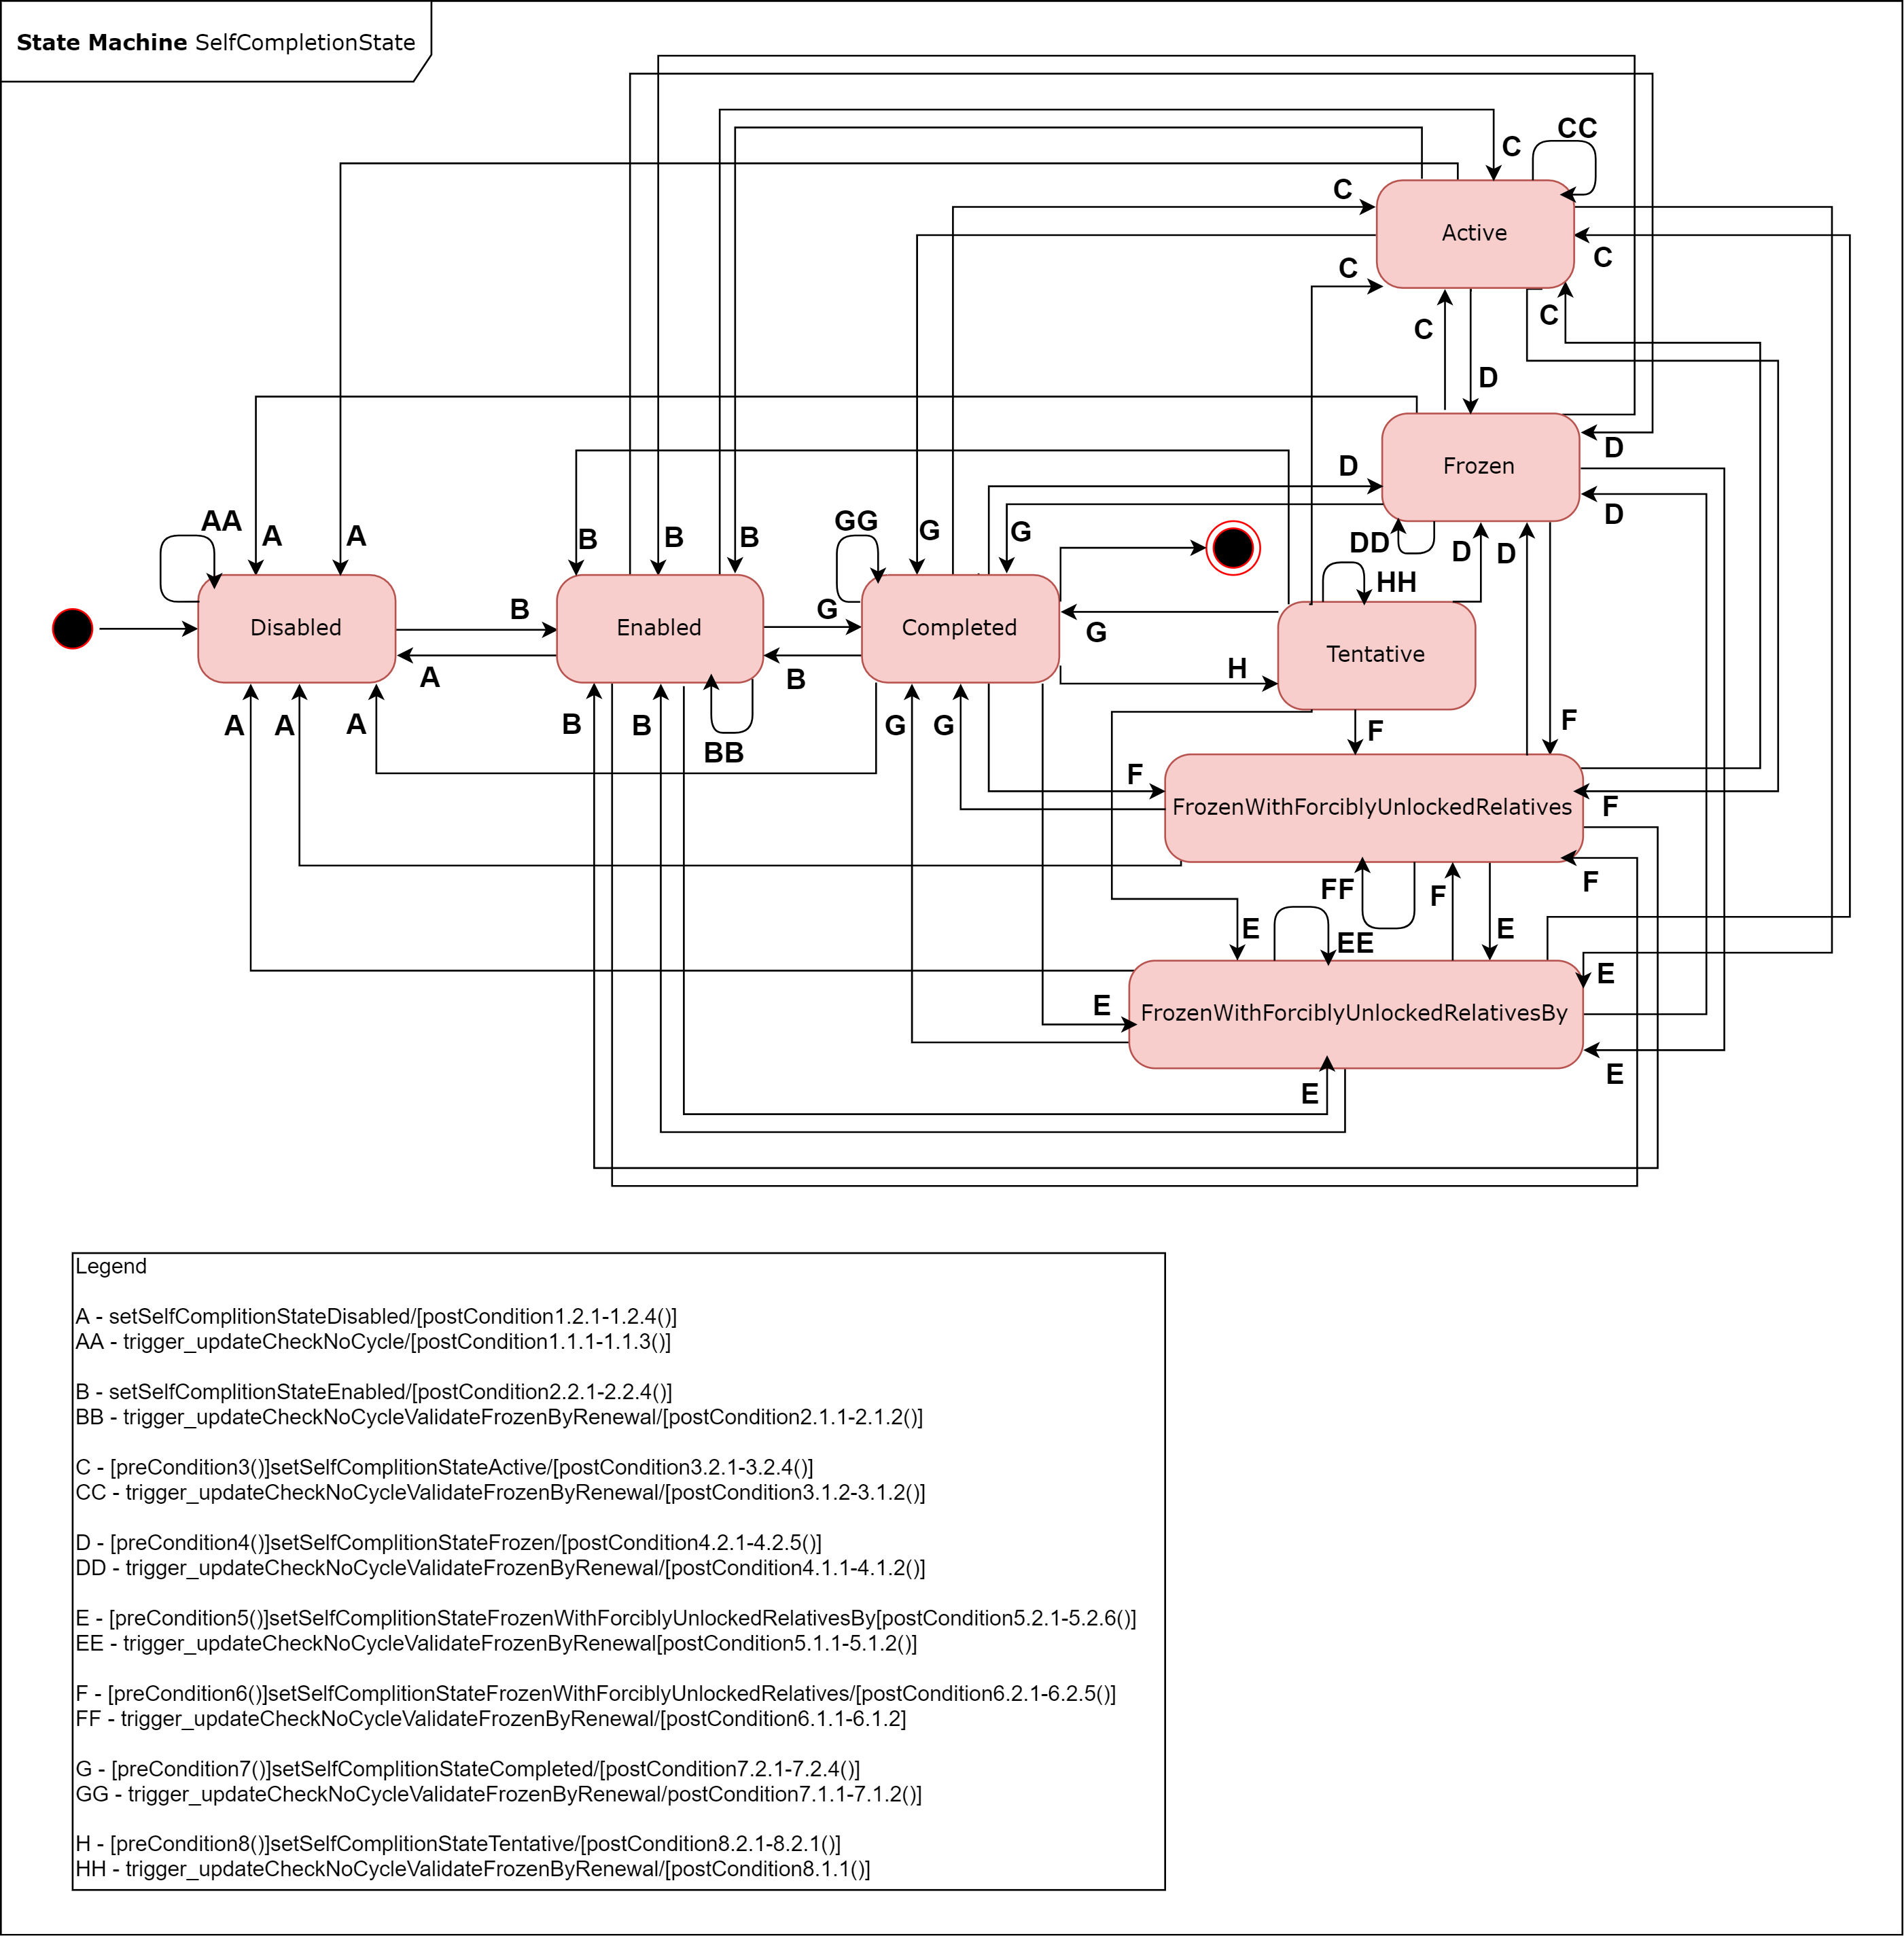 State Machine SelfCompletionState
CC
C
C
Active
C
C
C
C
D
D
D
Frozen
D
AA
A
A
B
B
B
GG
G
G
DD
D
D
HH
B
G
G
Disabled
Enabled
Completed
Tentative
A
B
H
A
A
A
B
B
BB
G
G
F
F
F
FrozenWithForciblyUnlockedRelatives
F
FF
F
F
E
EE
E
E
E
FrozenWithForciblyUnlockedRelativesBy
E
E
Legend
A - setSelfComplitionStateDisabled/[postCondition1.2.1-1.2.4()]
AA - trigger_updateCheckNoCycle/[postCondition1.1.1-1.1.3()]
B - setSelfComplitionStateEnabled/[postCondition2.2.1-2.2.4()]
BB - trigger_updateCheckNoCycleValidateFrozenByRenewal/[postCondition2.1.1-2.1.2()]
C - [preCondition3()]setSelfComplitionStateActive/[postCondition3.2.1-3.2.4()]
CC - trigger_updateCheckNoCycleValidateFrozenByRenewal/[postCondition3.1.2-3.1.2()]
D - [preCondition4()]setSelfComplitionStateFrozen/[postCondition4.2.1-4.2.5()]
DD - trigger_updateCheckNoCycleValidateFrozenByRenewal/[postCondition4.1.1-4.1.2()]
E - [preCondition5()]setSelfComplitionStateFrozenWithForciblyUnlockedRelativesBy[postCondition5.2.1-5.2.6()]
EE - trigger_updateCheckNoCycleValidateFrozenByRenewal[postCondition5.1.1-5.1.2()]
F - [preCondition6()]setSelfComplitionStateFrozenWithForciblyUnlockedRelatives/[postCondition6.2.1-6.2.5()]
FF - trigger_updateCheckNoCycleValidateFrozenByRenewal/[postCondition6.1.1-6.1.2]
G - [preCondition7()]setSelfComplitionStateCompleted/[postCondition7.2.1-7.2.4()]
GG - trigger_updateCheckNoCycleValidateFrozenByRenewal/postCondition7.1.1-7.1.2()]
H - [preCondition8()]setSelfComplitionStateTentative/[postCondition8.2.1-8.2.1()]
HH - trigger_updateCheckNoCycleValidateFrozenByRenewal/[postCondition8.1.1()]